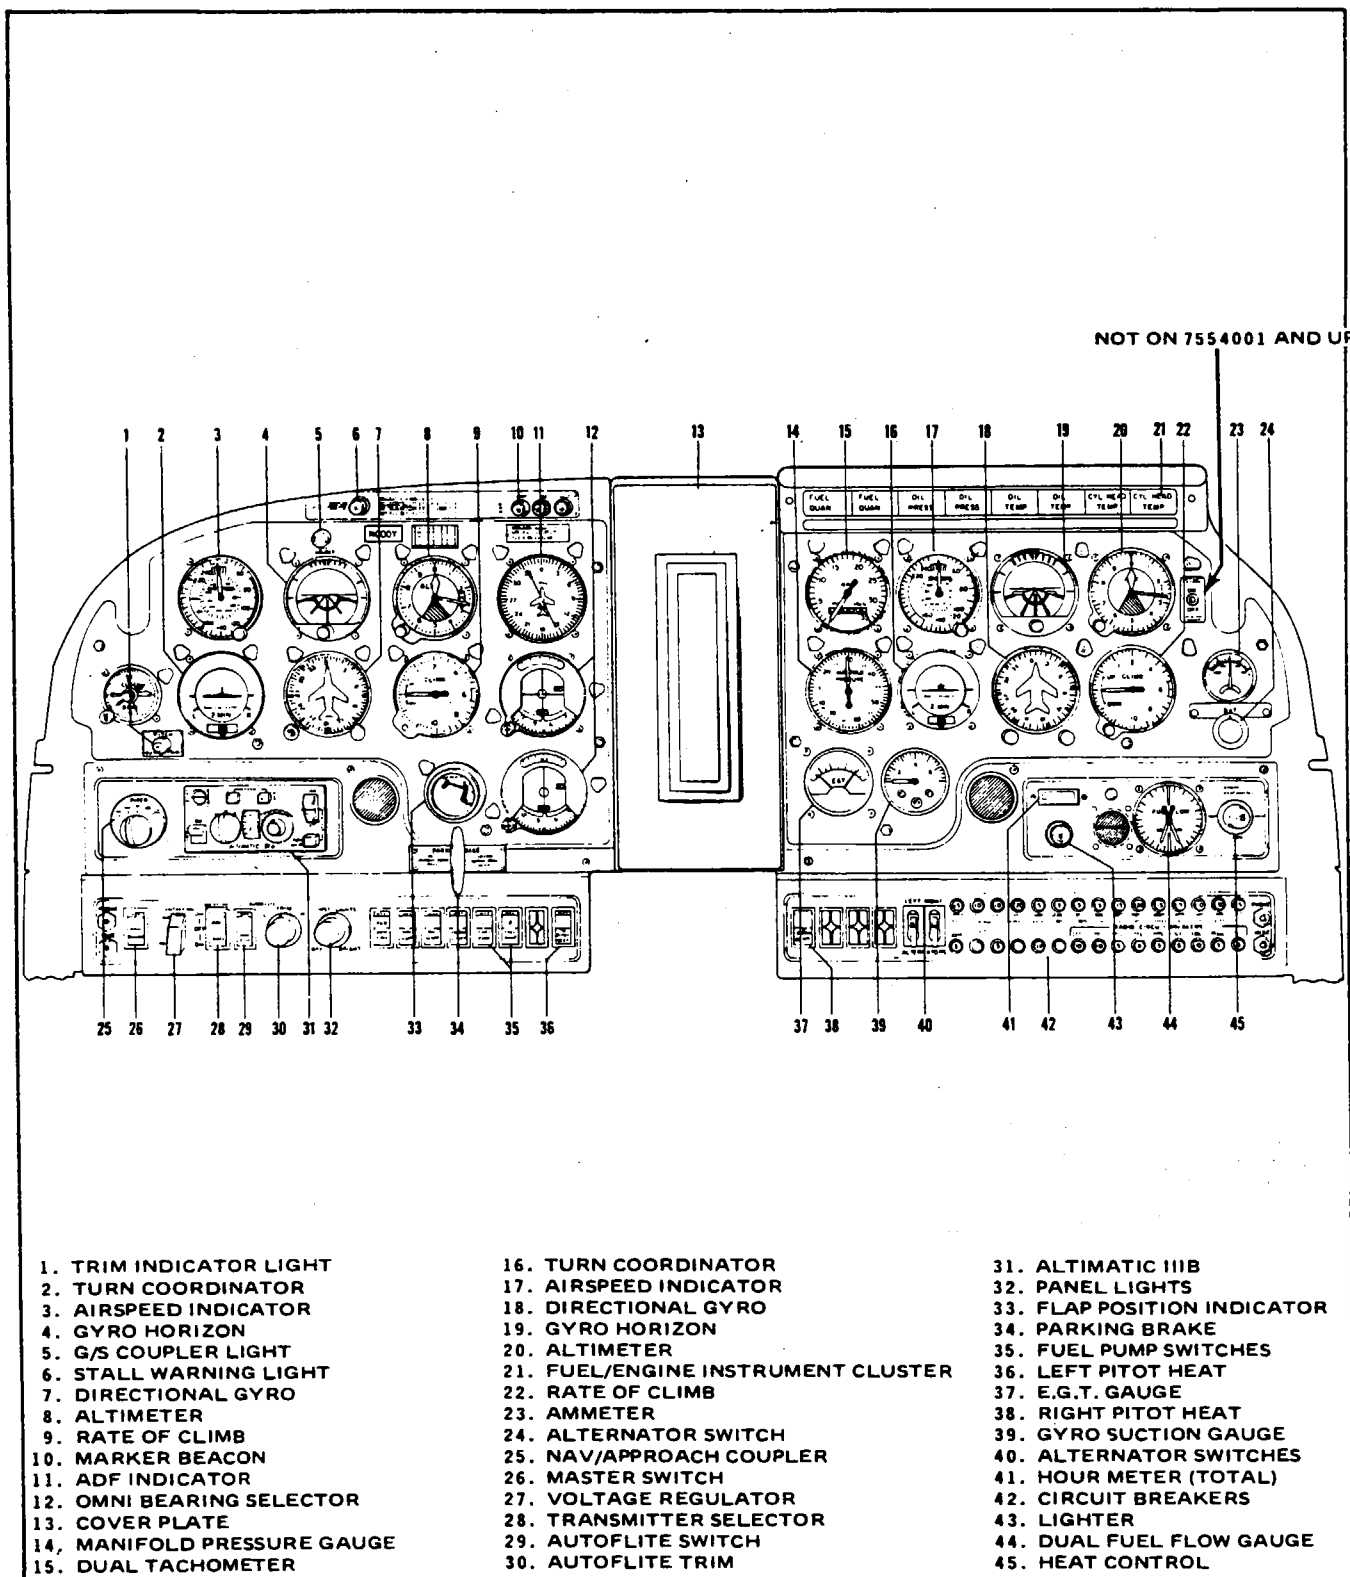 NOT ON 7554001 AND UP
1 2 3 4 5 6 7 8 9 10 11 12 13 14 15 16 17 18 19 20 21 22 23 24
FUEL QUAN FUEL QUAN OIL PRESS OIL PRESS OIL TEMP OIL TEMP CYL HEAD TEMP CYL HEAD TEMP
CLIMB
UP CLIMB
EGT
25 26 27 28 29 30 31 32 33 34 35 36 37 38 39 40 41 42 43 44 45
1. TRIM INDICATOR LIGHT
2. TURN COORDINATOR
3. AIRSPEED INDICATOR
4. GYRO HORIZON
5. G/S COUPLER LIGHT
6. STALL WARNING LIGHT
7. DIRECTIONAL GYRO
8. ALTIMETER
9. RATE OF CLIMB
10. MARKER BEACON
11. ADF INDICATOR
12. OMNI BEARING SELECTOR
13. COVER PLATE
14, MANIFOLD PRESSURE GAUGE
15. DUAL TACHOMETER
16. TURN COORDINATOR
17. AIRSPEED INDICATOR
18. DIRECTIONAL GYRO
19. GYRO HORIZON
20. ALTIMETER
21. FUEL/ENGINE INSTRUMENT CLUSTER
22. RATE OF CLIMB
23. AMMETER
24. ALTERNATOR SWITCH
25. NAV/APPROACH COUPLER
26. MASTER SWITCH
27. VOLTAGE REGULATOR
28. TRANSMITTER SELECTOR
29. AUTOFLITE SWITCH
30. AUTOFLITE TRIM
31. ALTIMATIC IIIB
32. PANEL LIGHTS
33. FLAP POSITION INDICATOR
34. PARKING BRAKE
35. FUEL PUMP SWITCHES
36. LEFT PITOT HEAT
37. E.G.T. GAUGE
38. RIGHT PITOT HEAT
39. GYRO SUCTION GAUGE
40. ALTERNATOR SWITCHES
41. HOUR METER (TOTAL)
42. CIRCUIT BREAKERS
43. LIGHTER
44. DUAL FUEL FLOW GAUGE
45. HEAT CONTROL